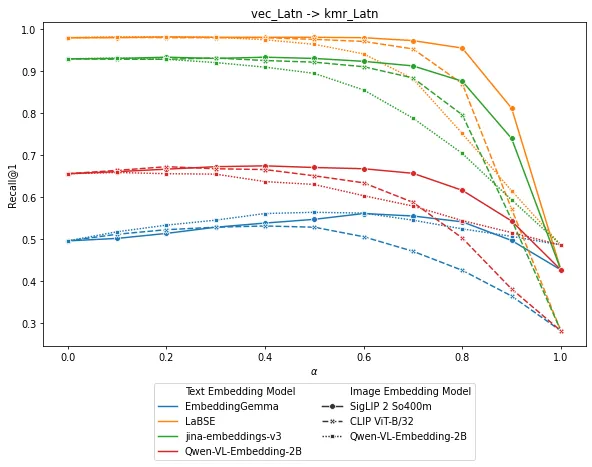 vec_Latn -> kmr_Latn
Recall@1
1.0
0.9
0.8
0.7
0.6
0.5
0.4
0.3
0.0 0.2 0.4 0.6 0.8 1.0
α
Text Embedding Model
EmbeddingGemma
LaBSE
jina-embeddings-v3
Qwen-VL-Embedding-2B
Image Embedding Model
SigLIP 2 So400m
CLIP ViT-B/32
Qwen-VL-Embedding-2B